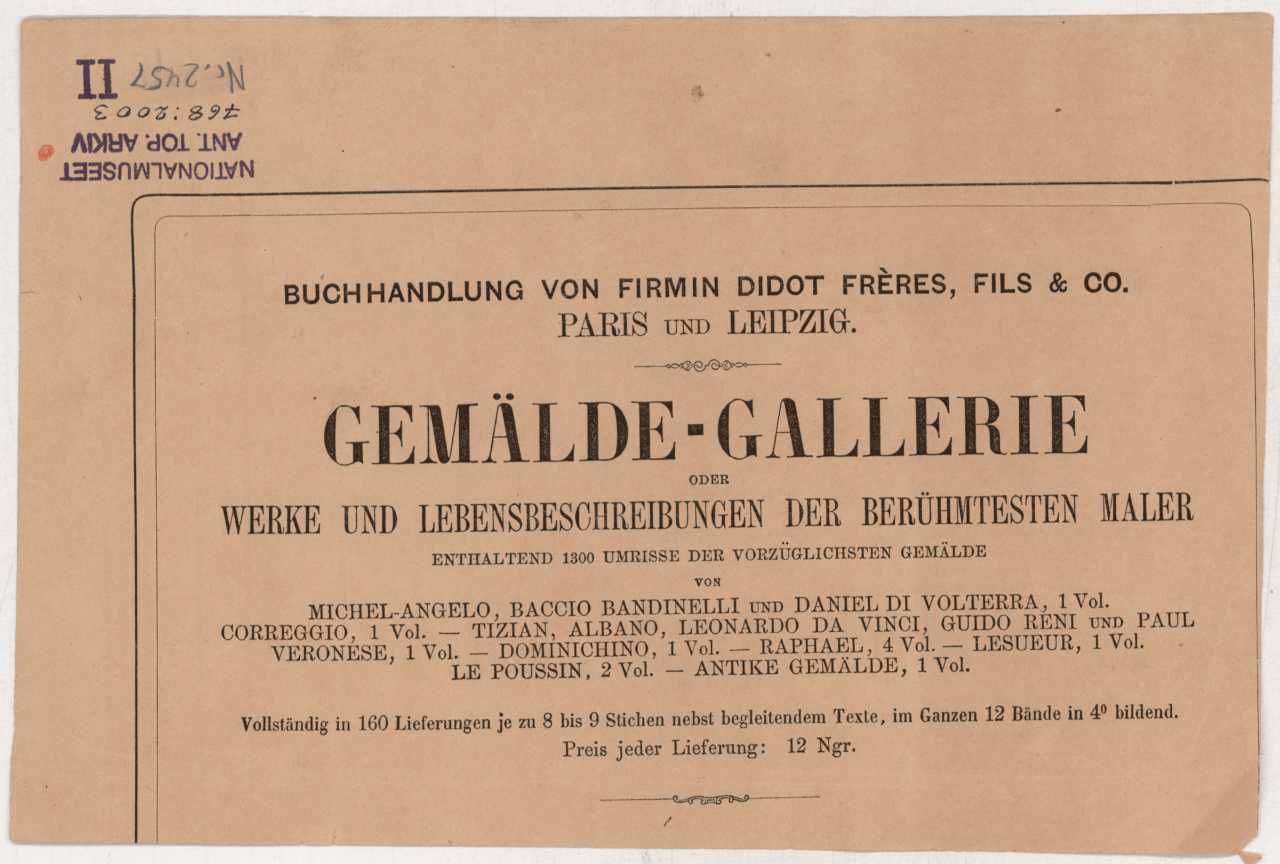 Nr. 2457
II
768:2003
ANT. TOP. ARKIV
NATIONALMUSEET
BUCHHANDLUNG VON FIRMIN DIDOT FRÈRES, FILS & CO.
PARIS UND LEIPZIG.
GEMÄLDE-GALLERIE
ODER
WERKE UND LEBENSBESCHREIBUNGEN DER BERÜHMTESTEN MALER
ENTHALTEND 1300 UMRISSE DER VORZÜGLICHSTEN GEMÄLDE
VON
MICHEL-ANGELO, BACCIO BANDINELLI UND DANIEL DI VOLTERRA, 1 Vol.
CORREGGIO, 1 Vol. — TIZIAN, ALBANO, LEONARDO DA VINCI, GUIDO RENI UND PAUL
VERONESE, 1 Vol. — DOMINICHINO, 1 Vol. — RAPHAEL, 4 Vol. — LESUEUR, 1 Vol.
LE POUSSIN, 2 Vol. — ANTIKE GEMÄLDE, 1 Vol.
Vollständig in 160 Lieferungen je zu 8 bis 9 Stichen nebst begleitendem Texte, im Ganzen 12 Bände in 4⁰ bildend.
Preis jeder Lieferung: 12 Ngr.